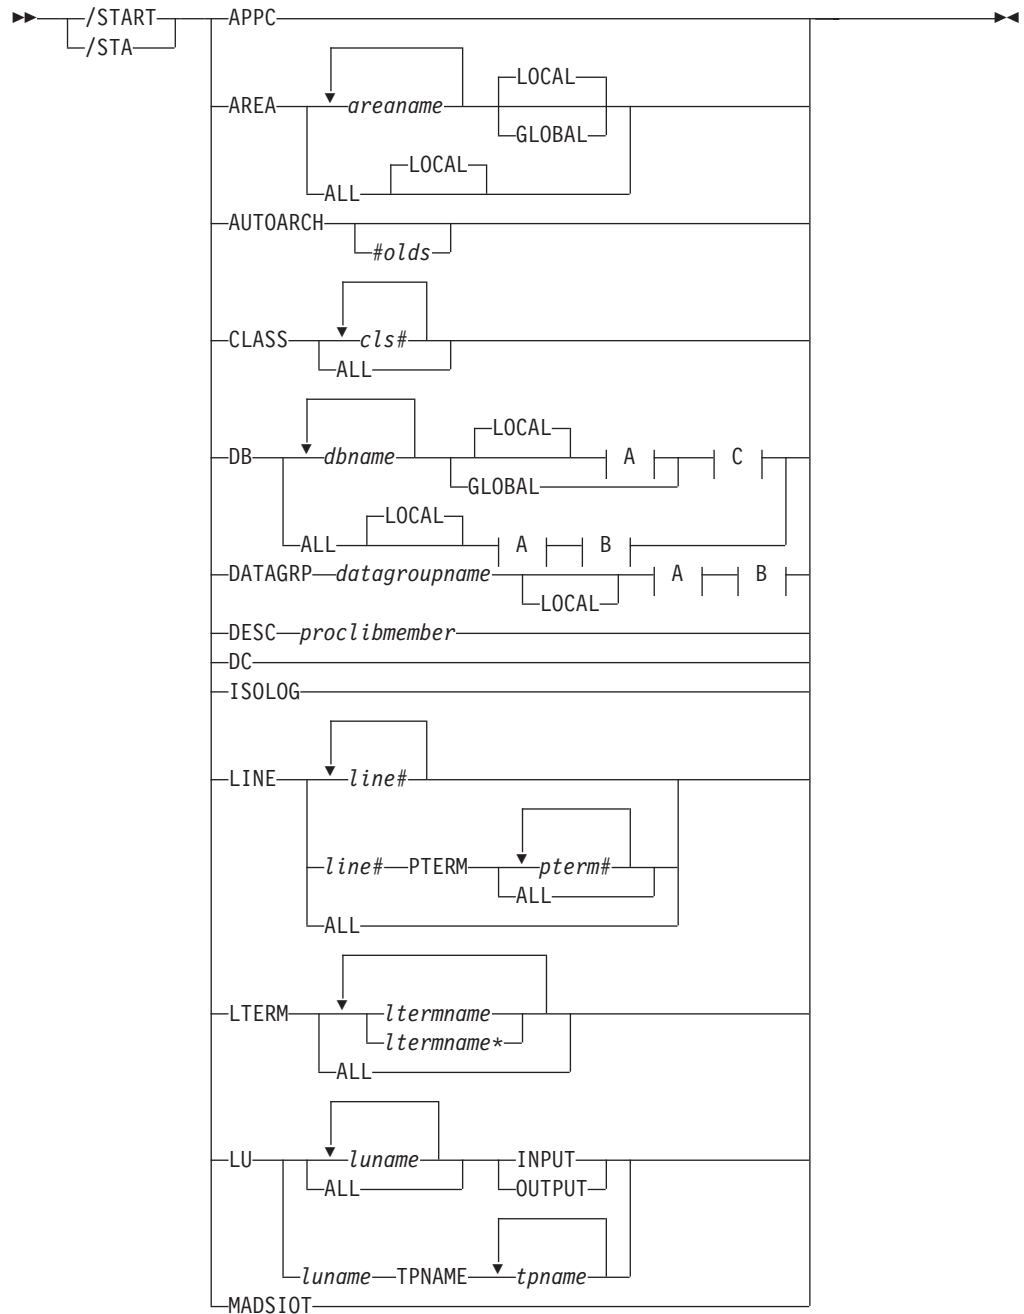 /START APPC
/STA
LOCAL
AREA areaname
GLOBAL
LOCAL
ALL
AUTOARCH
#olds
CLASS cls#
ALL
LOCAL
DB dbname A C
GLOBAL
LOCAL
ALL A B
DATAGRP datagroupname A B
LOCAL
DESC proclibmember
DC
ISOLOG
LINE line#
line# PTERM pterm#
ALL
ALL
LTERM ltermname
ltermname*
ALL
LU luname INPUT
ALL OUTPUT
luname TPNAME tpname
MADSIOT